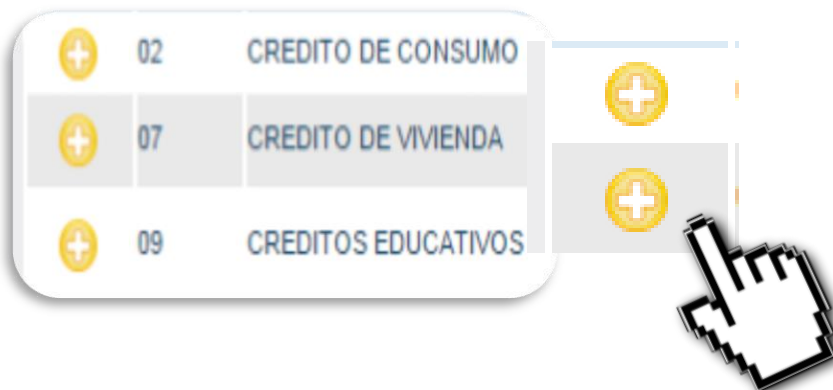 02 CREDITO DE CONSUMO
07 CREDITO DE VIVIENDA
09 CREDITOS EDUCATIVOS